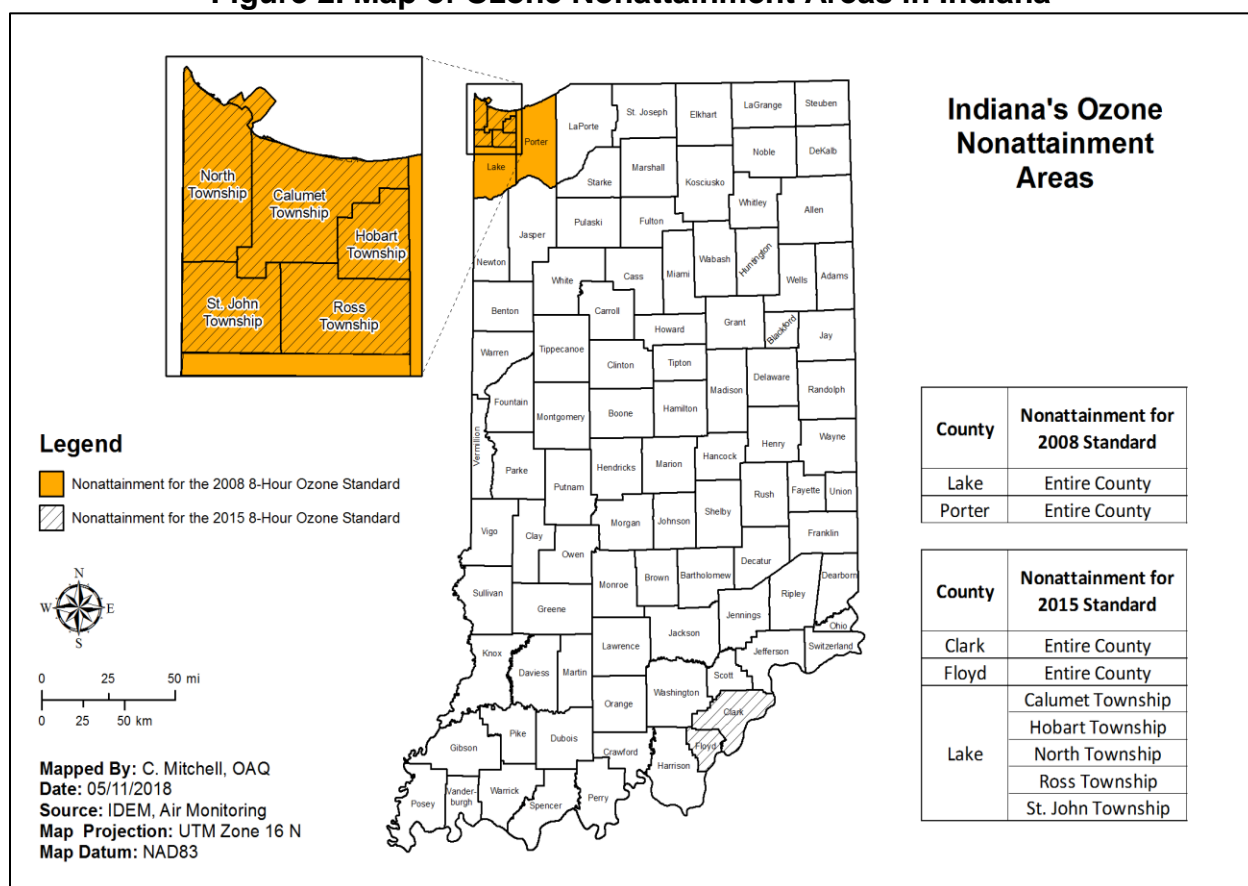 Figure 2. Map of Ozone Nonattainment Areas in Indiana
Indiana's Ozone
Nonattainment
Areas
North
Township
Calumet
Township
Hobart
Township
St. John
Township
Ross
Township
Lake
Porter
LaPorte
St. Joseph
Elkhart
LaGrange
Steuben
Noble
DeKalb
Starke
Marshall
Kosciusko
Whitley
Allen
Newton
Jasper
Pulaski
Fulton
Wabash
Huntington
Miami
Cass
White
Wells
Adams
Benton
Carroll
Howard
Grant
Blackford
Jay
Warren
Tippecanoe
Clinton
Tipton
Madison
Delaware
Randolph
Fountain
Montgomery
Boone
Hamilton
Henry
Wayne
Vermillion
Parke
Putnam
Hendricks
Marion
Hancock
Rush
Fayette
Union
Vigo
Clay
Owen
Morgan
Johnson
Shelby
Franklin
Decatur
Dearborn
Sullivan
Greene
Monroe
Brown
Bartholomew
Jennings
Ripley
Ohio
Switzerland
Jefferson
Jackson
Lawrence
Knox
Daviess
Martin
Orange
Washington
Scott
Clark
Floyd
Harrison
Crawford
Dubois
Pike
Gibson
Posey
Vander-
burgh
Warrick
Spencer
Perry
Legend
Nonattainment for the 2008 8-Hour Ozone Standard
Nonattainment for the 2015 8-Hour Ozone Standard
N
W E
S
0 25 50 mi
0 25 50 km
Mapped By: C. Mitchell, OAQ
Date: 05/11/2018
Source: IDEM, Air Monitoring
Map Projection: UTM Zone 16 N
Map Datum: NAD83
County Nonattainment for
2008 Standard
Lake Entire County
Porter Entire County
County Nonattainment for
2015 Standard
Clark Entire County
Floyd Entire County
Lake Calumet Township
Hobart Township
North Township
Ross Township
St. John Township